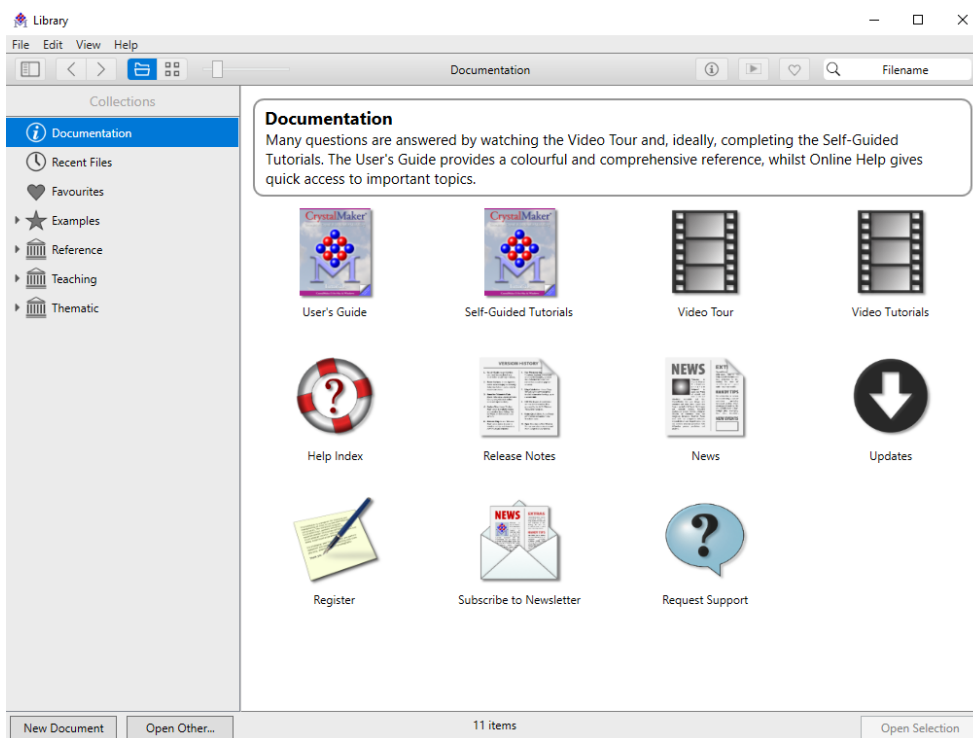 Library
File Edit View Help
Documentation
Filename
Collections
Documentation
Recent Files
Favourites
Examples
Reference
Teaching
Thematic
Documentation
Many questions are answered by watching the Video Tour and, ideally, completing the Self-Guided
Tutorials. The User's Guide provides a colourful and comprehensive reference, whilst Online Help gives
quick access to important topics.
CrystalMaker
CrystalMaker
User's Guide
Self-Guided Tutorials
Video Tour
Video Tutorials
VERSION HISTORY
NEWS
Help Index
Release Notes
News
Updates
NEWS
Register
Subscribe to Newsletter
Request Support
New Document
Open Other...
11 items
Open Selection